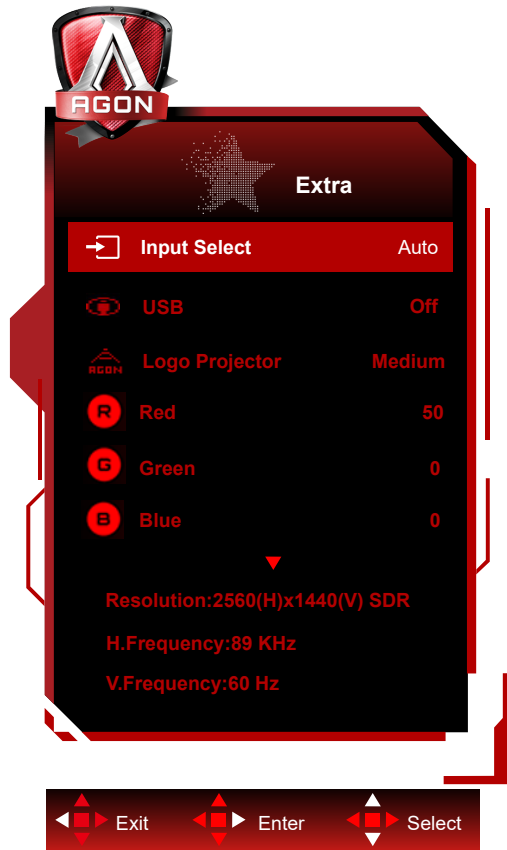 AGON
Extra
Input Select Auto
USB Off
AGON Logo Projector Medium
R Red 50
G Green 0
B Blue 0
Resolution:2560(H)x1440(V) SDR
H.Frequency:89 KHz
V.Frequency:60 Hz
Exit Enter Select